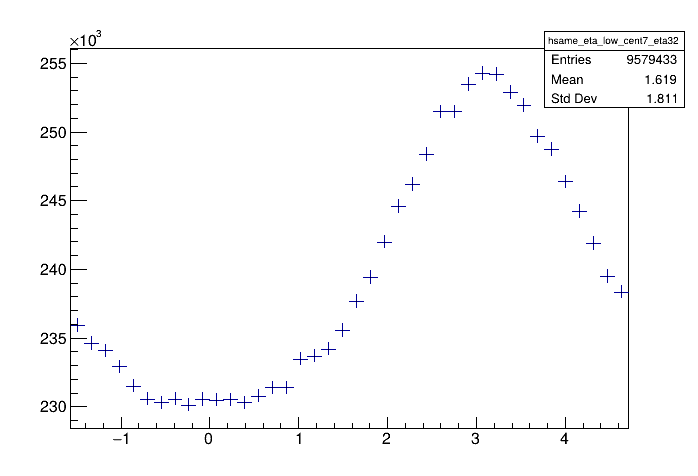 ×10³
hsame_eta_low_cent7_eta32
Entries 9579433
Mean 1.619
Std Dev 1.811
255
250
245
240
235
230
−1 0 1 2 3 4